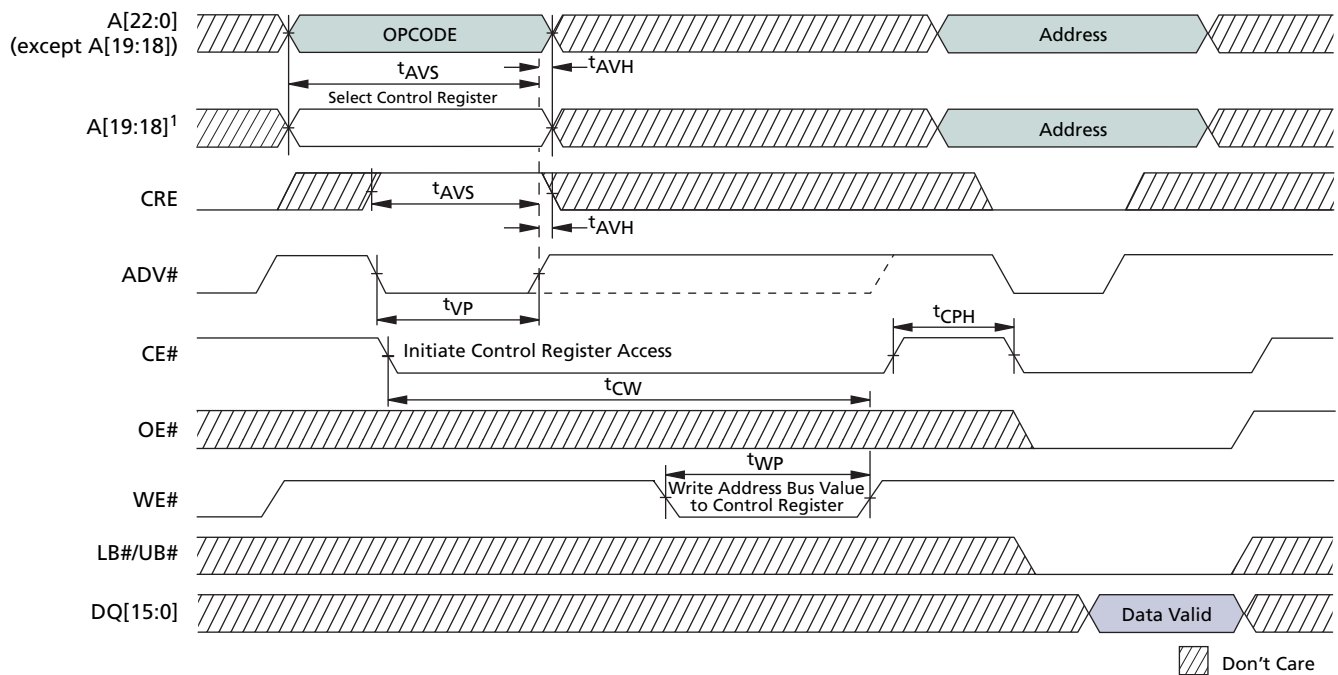 A[22:0]
(except A[19:18])
OPCODE
Address
tAVS
tAVH
Select Control Register
A[19:18]1
Address
CRE
tAVS
tAVH
ADV#
tVP
tCPH
CE#
Initiate Control Register Access
tCW
OE#
tWP
WE#
Write Address Bus Value
to Control Register
LB#/UB#
DQ[15:0]
Data Valid
Don't Care